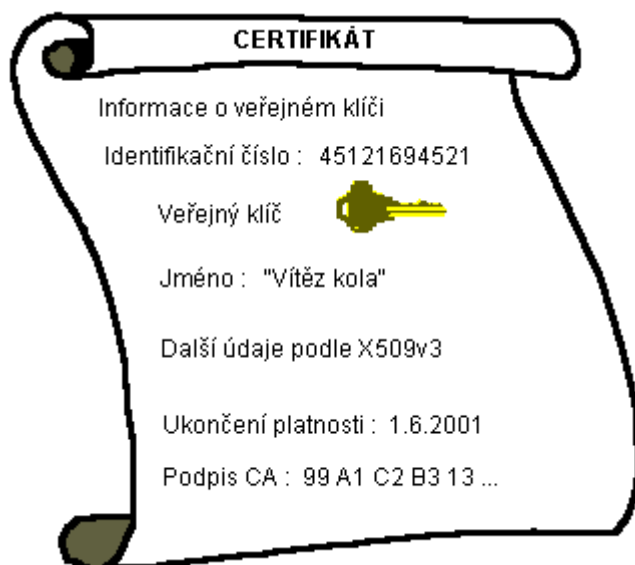 CERTIFIKÁT
Informace o veřejném klíči
Identifikační číslo : 45121694521
Veřejný klíč
Jméno : "Vítěz kola"
Další údaje podle X509v3
Ukončení platnosti : 1.6.2001
Podpis CA : 99 A1 C2 B3 13 ...